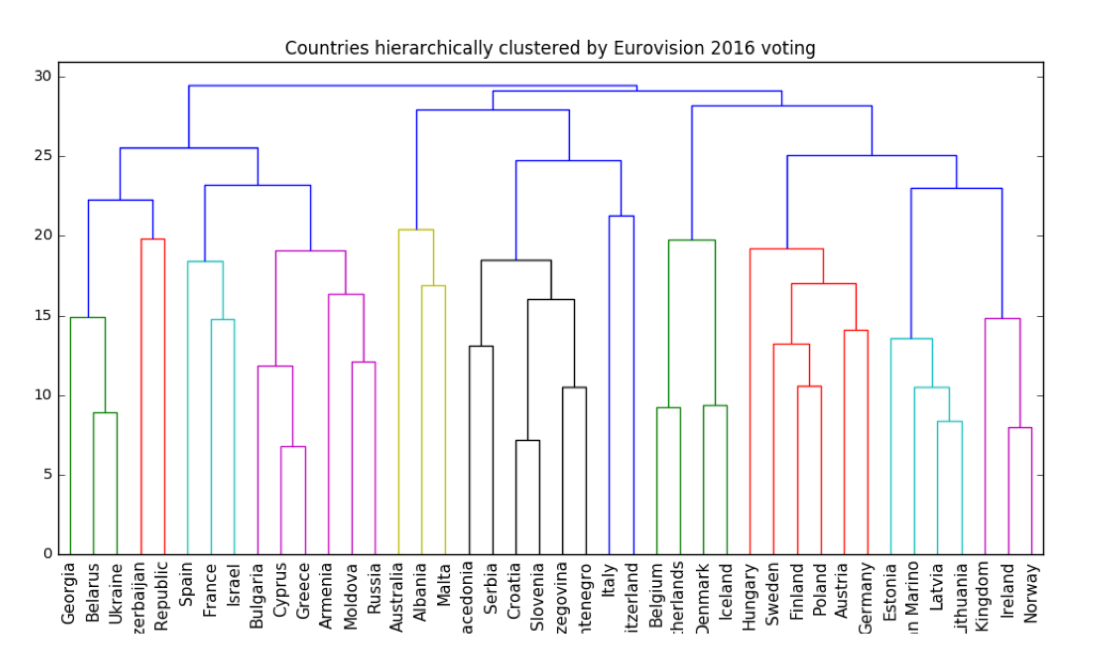 Countries hierarchically clustered by Eurovision 2016 voting
30
25
20
15
10
5
0
Georgia
Belarus
Ukraine
zerbaijan
Republic
Spain
France
Israel
Bulgaria
Cyprus
Greece
Armenia
Moldova
Russia
Australia
Albania
Malta
acedonia
Serbia
Croatia
Slovenia
zegovina
ntenegro
Italy
itzerland
Belgium
therlands
Denmark
Iceland
Hungary
Sweden
Finland
Poland
Austria
Germany
Estonia
n Marino
Latvia
ithuania
Kingdom
Ireland
Norway